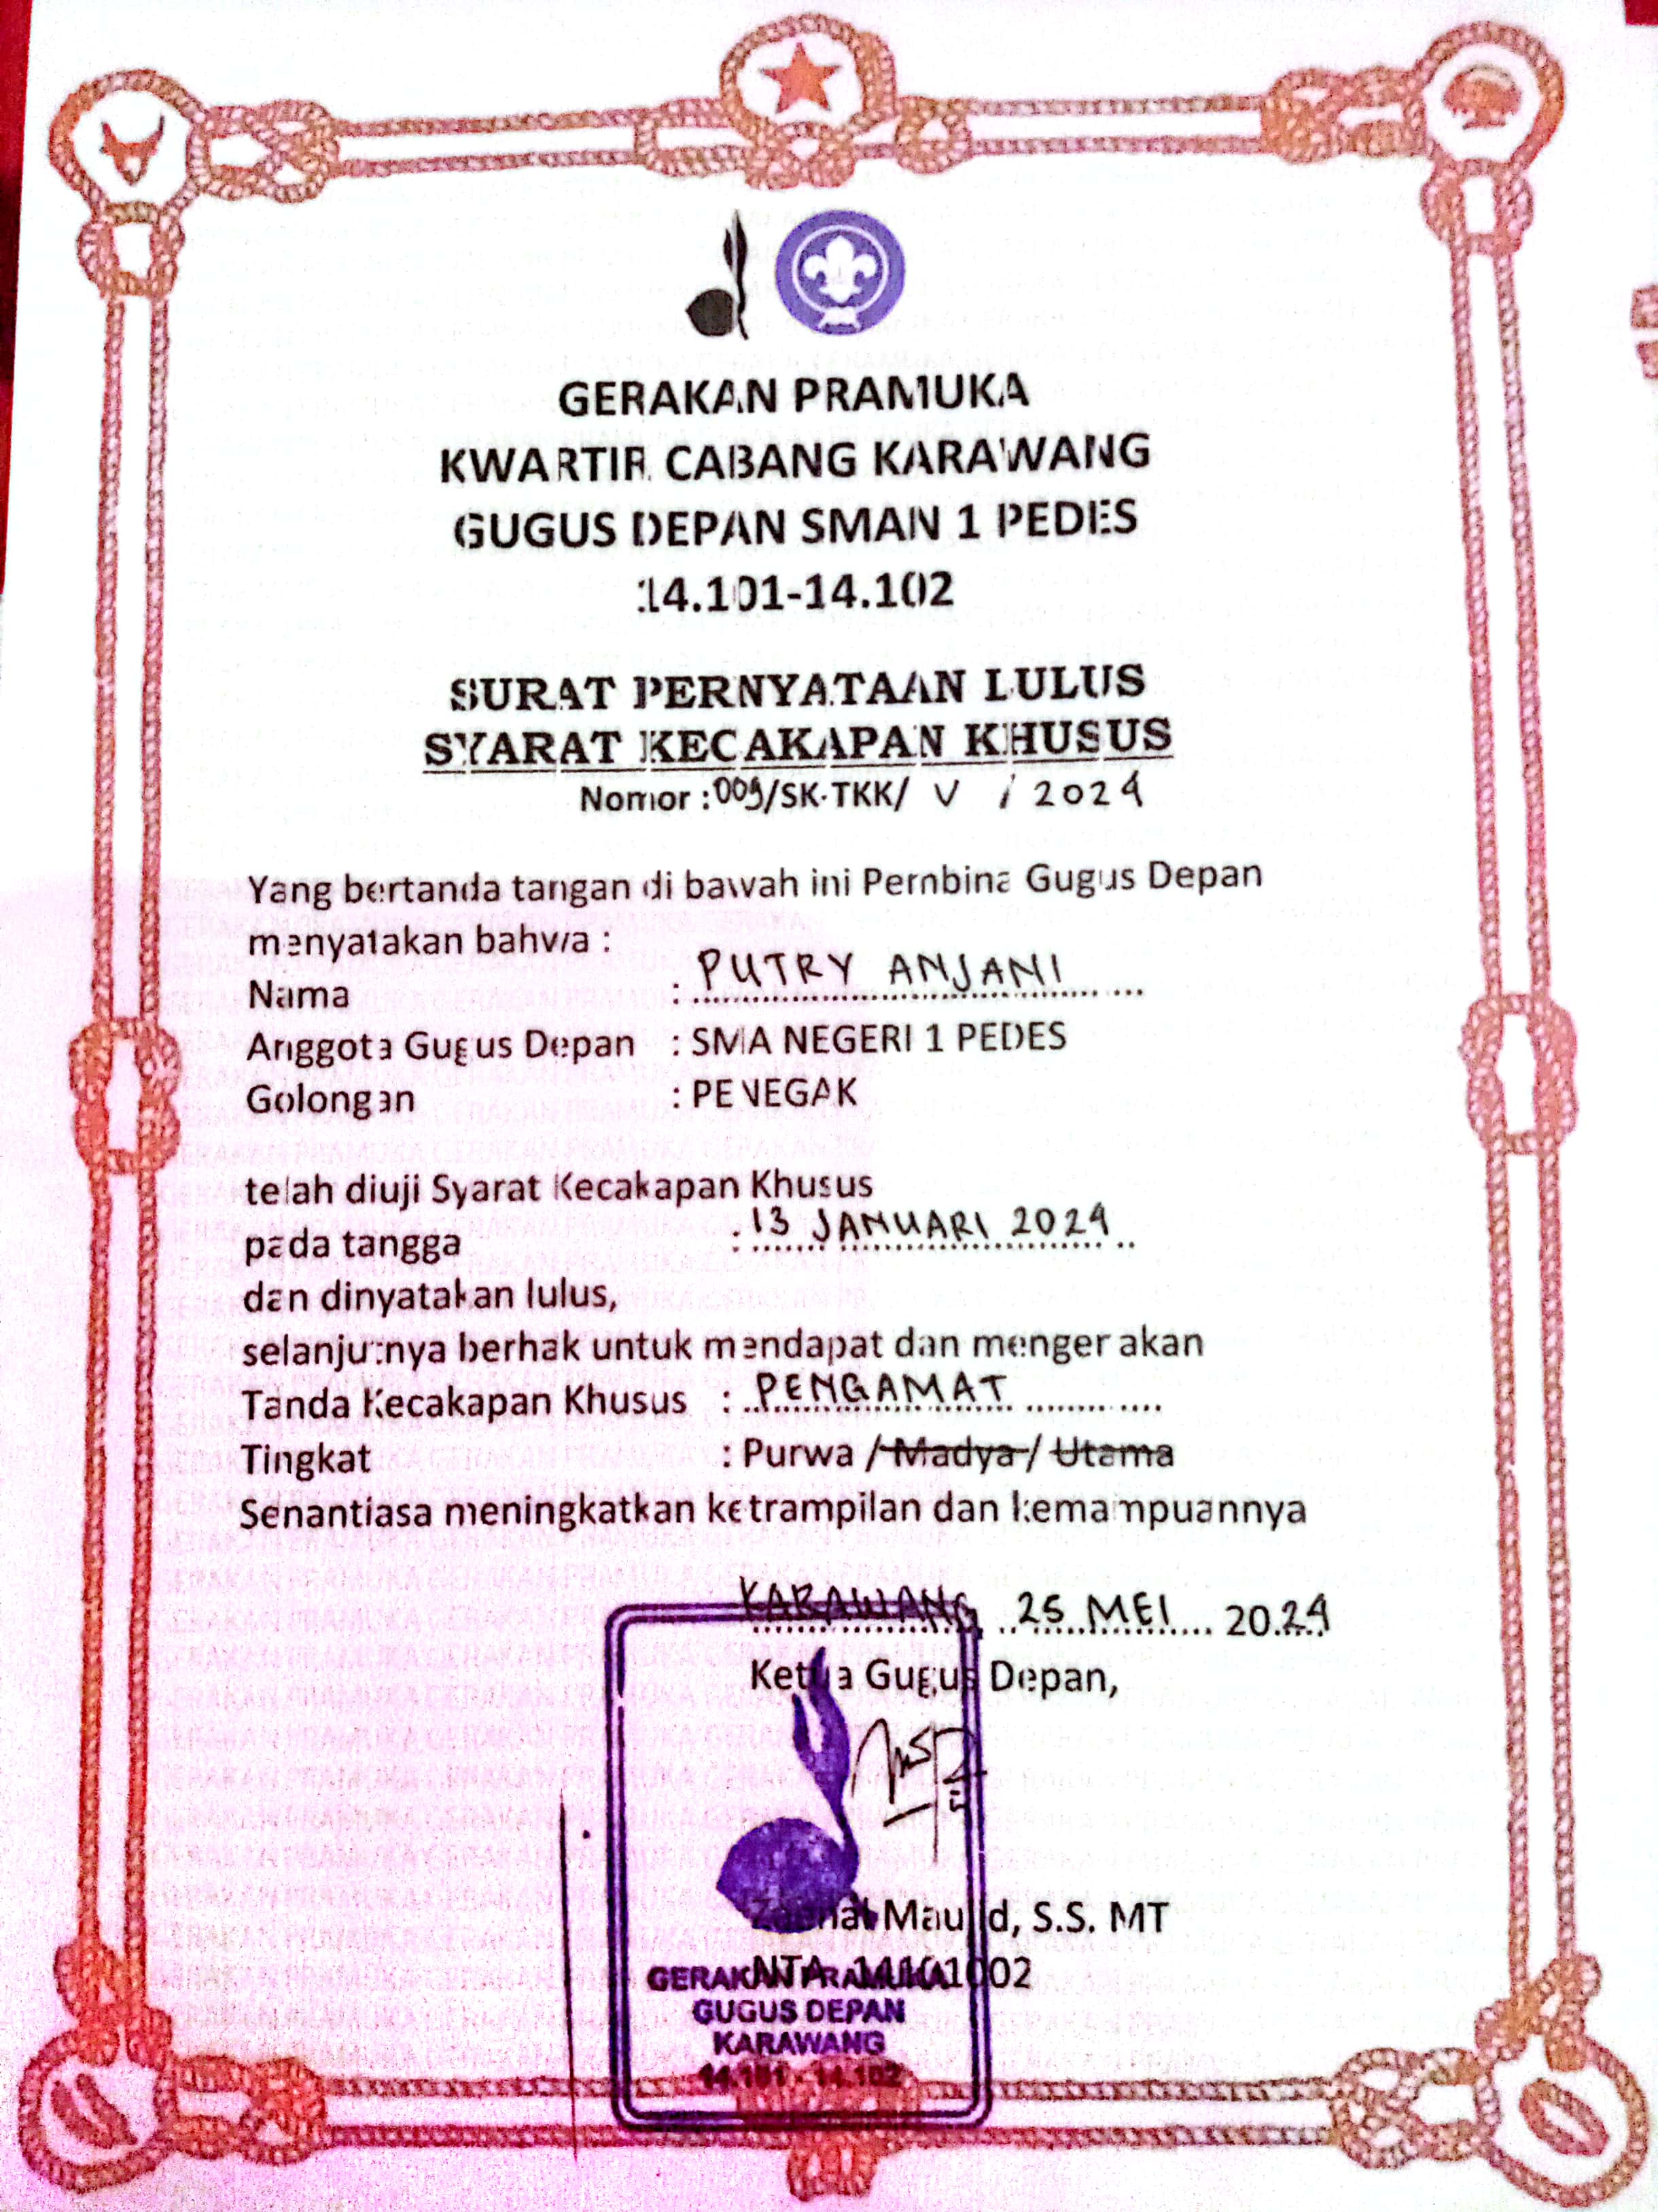 GERAKAN PRAMUKA
KWARTIR CABANG KARAWANG
GUGUS DEPAN SMAN 1 PEDES
14.101-14.102
SURAT PERNYATAAN LULUS
SYARAT KECAKAPAN KHUSUS
Nomor : 009/SK-TKK/ V / 2024
Yang bertanda tangan di bawah ini Pembina Gugus Depan
menyatakan bahwa :
Nama : PUTRY ANJANI
Anggota Gugus Depan : SMA NEGERI 1 PEDES
Golongan : PENEGAK
telah diuji Syarat Kecakapan Khusus
pada tangga : 13 JANUARI 2024
dan dinyatakan lulus,
selanjutnya berhak untuk mendapat dan mengenakan
Tanda Kecakapan Khusus : PENGAMAT
Tingkat : Purwa / Madya / Utama
Senantiasa meningkatkan ketrampilan dan kemampuannya
KARAWANG, 25 MEI 2024
Ketua Gugus Depan,
Maulid, S.S. MT
NTA. 14101002
GERAKAN PRAMUKA
GUGUS DEPAN
KARAWANG
14.101 - 14.102